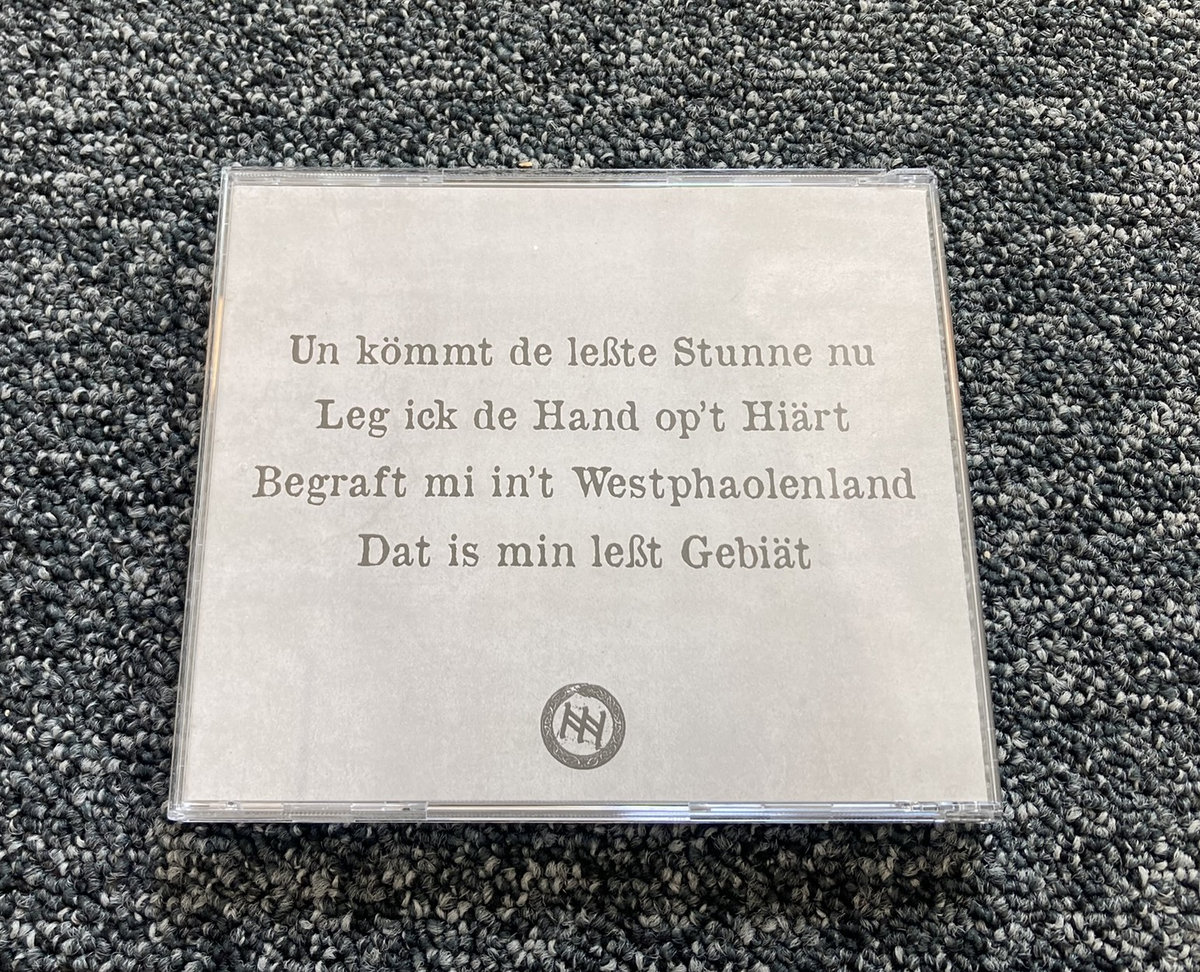 Un kömmt de leßte Stunne nu
Leg ick de Hand op't Hiärt
Begraft mi in't Westphaolenland
Dat is min leßt Gebiät